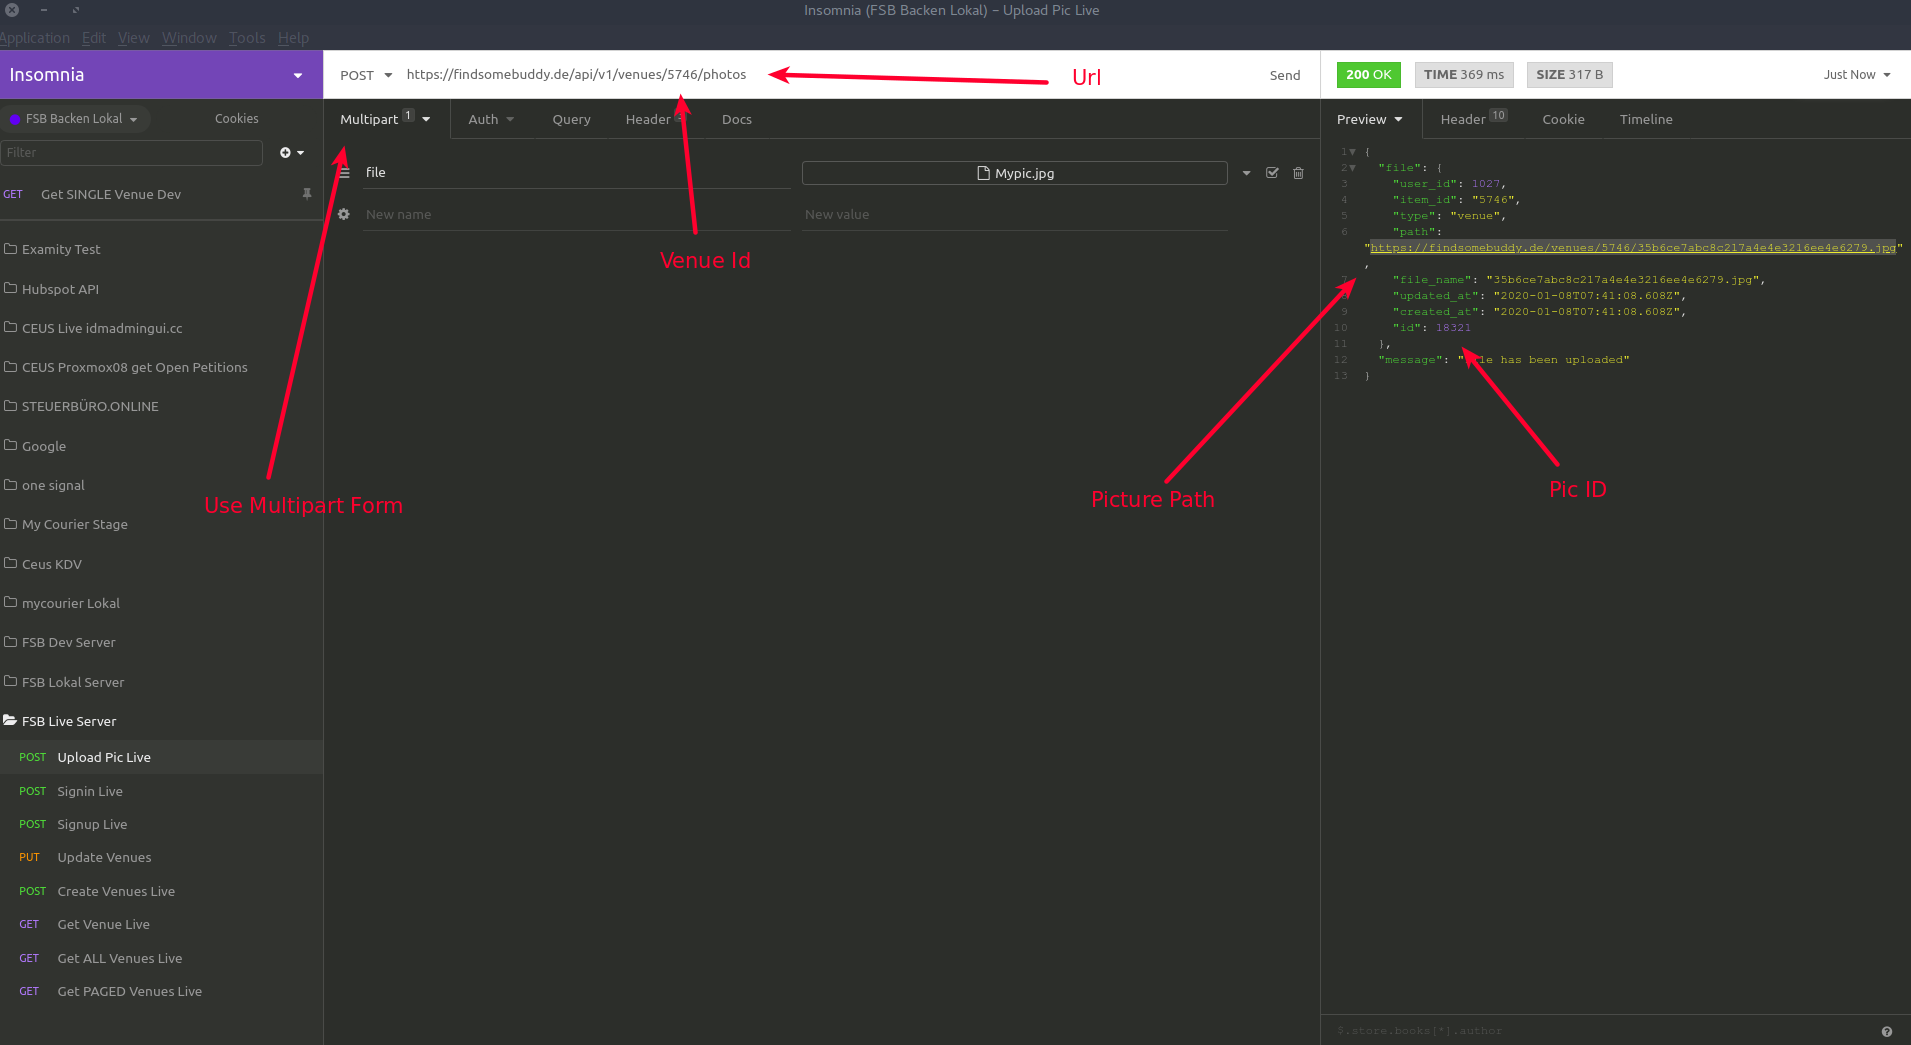 Insomnia (FSB Backen Lokal) – Upload Pic Live
Application Edit View Window Tools Help
Insomnia
POST https://findsomebuddy.de/api/v1/venues/5746/photos
Url
Send
200 OK TIME 369 ms SIZE 317 B
Just Now
FSB Backen Lokal
Cookies
Multipart 1 Auth Query Header Docs
Preview Header 10 Cookie Timeline
Filter
file
Mypic.jpg
New name
New value
GET Get SINGLE Venue Dev
Venue Id
Examity Test
Hubspot API
CEUS Live idmadmingui.cc
CEUS Proxmox08 get Open Petitions
STEUERBÜRO.ONLINE
Google
one signal
My Courier Stage
Ceus KDV
mycourier Lokal
FSB Dev Server
FSB Lokal Server
FSB Live Server
POST Upload Pic Live
POST Signin Live
POST Signup Live
PUT Update Venues
POST Create Venues Live
GET Get Venue Live
GET Get ALL Venues Live
GET Get PAGED Venues Live
Use Multipart Form
1 {
2 "file": {
3 "user_id": 1027,
4 "item_id": "5746",
5 "type": "venue",
6 "path":
"https://findsomebuddy.de/venues/5746/35b6ce7abc8c217a4e4e3216ee4e6279.jpg"
,
7 "file_name": "35b6ce7abc8c217a4e4e3216ee4e6279.jpg",
"updated_at": "2020-01-08T07:41:08.608Z",
9 "created_at": "2020-01-08T07:41:08.608Z",
10 "id": 18321
11 },
12 "message": "File has been uploaded"
13 }
Picture Path
Pic ID
$.store.books[*].author